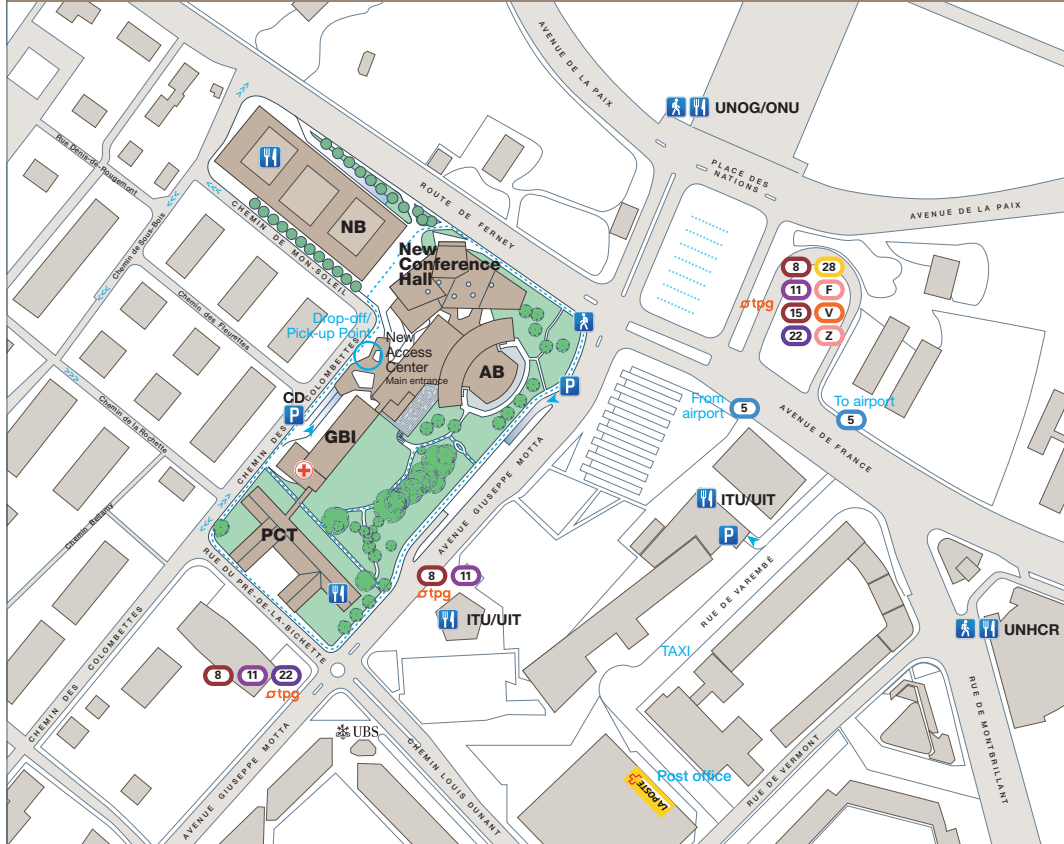 AVENUE DE LA PAIX
UNOG/ONU
PLACE DES
NATIONS
AVENUE DE LA PAIX
Rue Denis-de-Rougemont
Chemin de Sous-Bois
CHEMIN DE MON-SOLEIL
ROUTE DE FERNEY
NB
New
Conference
Hall
8 28
11 F
15 V
22 Z
tpg
Chemin des Fleurettes
Drop-off/
Pick-up Point
New
Access
Center
Main entrance
AB
P
CHEMIN DES COLOMBETTES
CD
P
GBI
From
airport
5
To airport
5
AVENUE DE FRANCE
Chemin de la Rochette
AVENUE GIUSEPPE MOTTA
ITU/UIT
P
Chemin Bellamy
PCT
RUE DU PRÉ-DE-LA-BICHETTE
8 11
tpg
ITU/UIT
RUE DE VAREMBÉ
UNHCR
TAXI
8 11 22
tpg
CHEMIN DES COLOMBETTES
UBS
AVENUE GIUSEPPE MOTTA
CHEMIN LOUIS DUNANT
Post office
LA POSTE
RUE DE VERMONT
RUE DE MONTBRILLANT